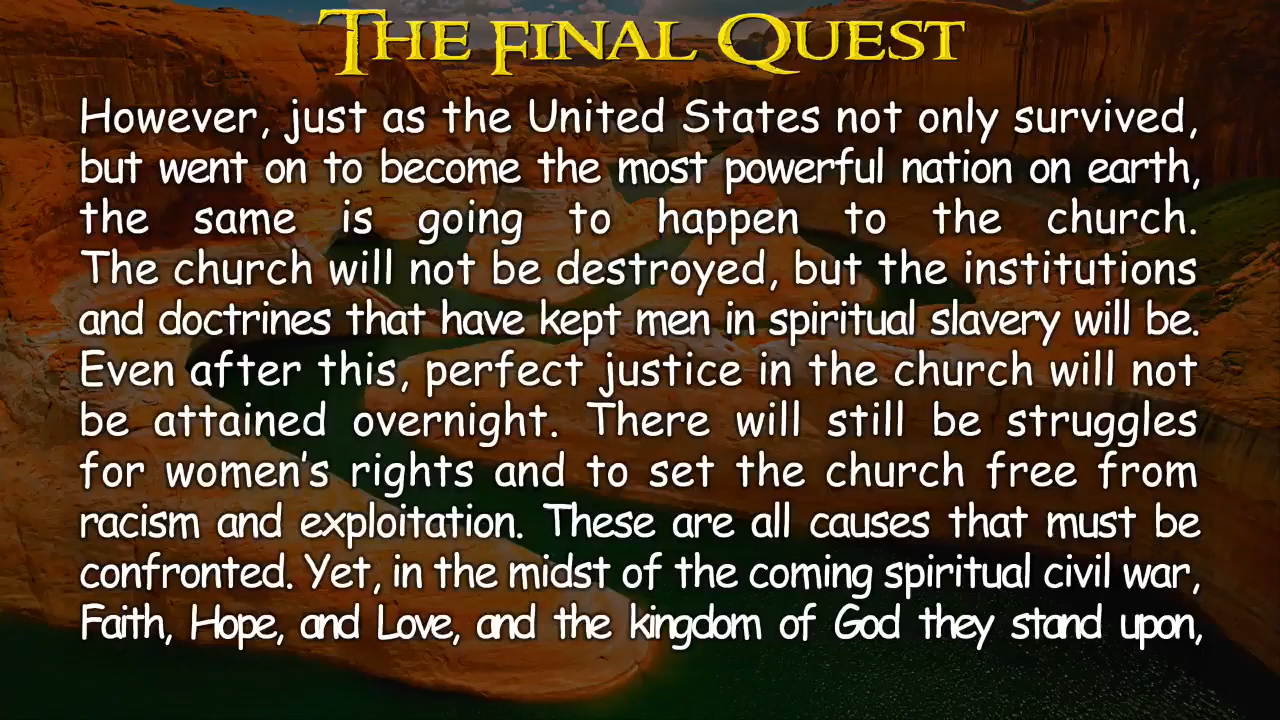 The Final Quest
However, just as the United States not only survived,
but went on to become the most powerful nation on earth,
the same is going to happen to the church.
The church will not be destroyed, but the institutions
and doctrines that have kept men in spiritual slavery will be.
Even after this, perfect justice in the church will not
be attained overnight. There will still be struggles
for women's rights and to set the church free from
racism and exploitation. These are all causes that must be
confronted. Yet, in the midst of the coming spiritual civil war,
Faith, Hope, and Love, and the kingdom of God they stand upon,